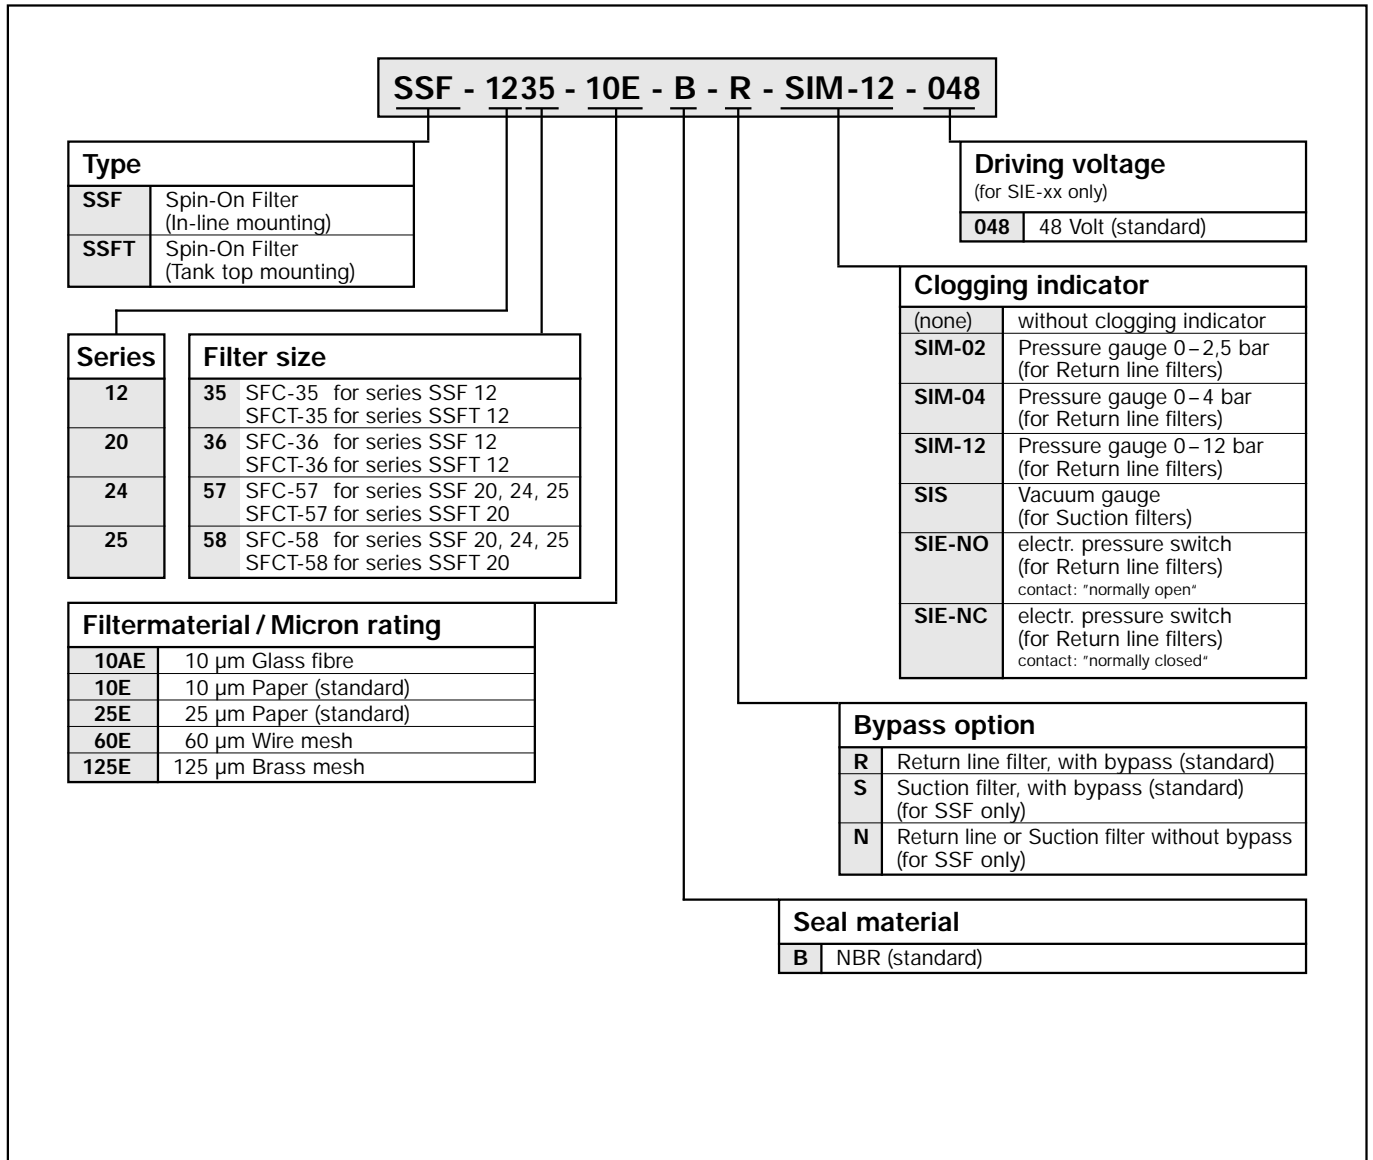 SSF - 1235 - 10E - B - R - SIM-12 - 048
Type
SSF Spin-On Filter
(In-line mounting)
SSFT Spin-On Filter
(Tank top mounting)
Series
12
20
24
25
Filter size
35 SFC-35 for series SSF 12
SFCT-35 for series SSFT 12
36 SFC-36 for series SSF 12
SFCT-36 for series SSFT 12
57 SFC-57 for series SSF 20, 24, 25
SFCT-57 for series SSFT 20
58 SFC-58 for series SSF 20, 24, 25
SFCT-58 for series SSFT 20
Filtermaterial / Micron rating
10AE 10 µm Glass fibre
10E 10 µm Paper (standard)
25E 25 µm Paper (standard)
60E 60 µm Wire mesh
125E 125 µm Brass mesh
Driving voltage
(for SIE-xx only)
048 48 Volt (standard)
Clogging indicator
(none) without clogging indicator
SIM-02 Pressure gauge 0–2,5 bar
(for Return line filters)
SIM-04 Pressure gauge 0–4 bar
(for Return line filters)
SIM-12 Pressure gauge 0–12 bar
(for Return line filters)
SIS Vacuum gauge
(for Suction filters)
SIE-NO electr. pressure switch
(for Return line filters)
contact: "normally open“
SIE-NC electr. pressure switch
(for Return line filters)
contact: "normally closed“
Bypass option
R Return line filter, with bypass (standard)
S Suction filter, with bypass (standard)
(for SSF only)
N Return line or Suction filter without bypass
(for SSF only)
Seal material
B NBR (standard)